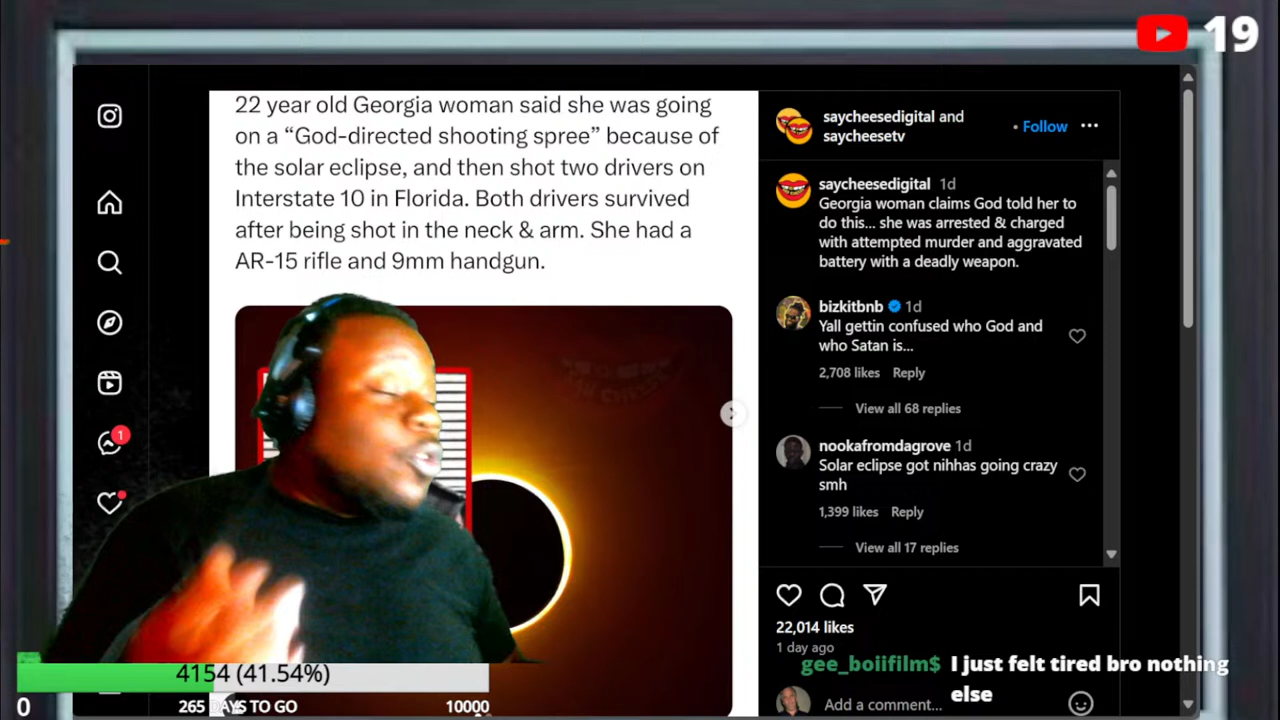 19
22 year old Georgia woman said she was going
on a “God-directed shooting spree” because of
the solar eclipse, and then shot two drivers on
Interstate 10 in Florida. Both drivers survived
after being shot in the neck & arm. She had a
AR-15 rifle and 9mm handgun.
saycheesedigital and
saycheesetv
• Follow
saycheesedigital 1d
Georgia woman claims God told her to
do this... she was arrested & charged
with attempted murder and aggravated
battery with a deadly weapon.
bizkitbnb 1d
Yall gettin confused who God and
who Satan is...
2,708 likes Reply
View all 68 replies
nookafromdagrove 1d
Solar eclipse got nihhas going crazy
smh
1,399 likes Reply
View all 17 replies
22,014 likes
1 day ago
Add a comment...
1
gee_boiifilm$ I just felt tired bro nothing
else
4154 (41.54%)
0 265 DAYS TO GO 10000